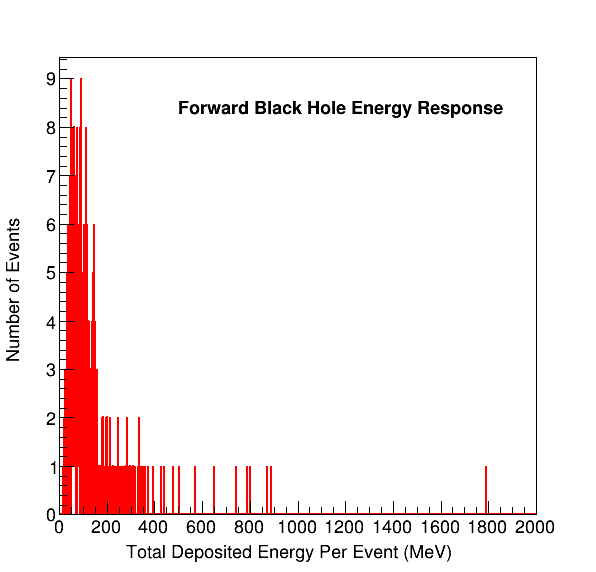 Forward Black Hole Energy Response
Number of Events
9
8
7
6
5
4
3
2
1
0
0 200 400 600 800 1000 1200 1400 1600 1800 2000
Total Deposited Energy Per Event (MeV)